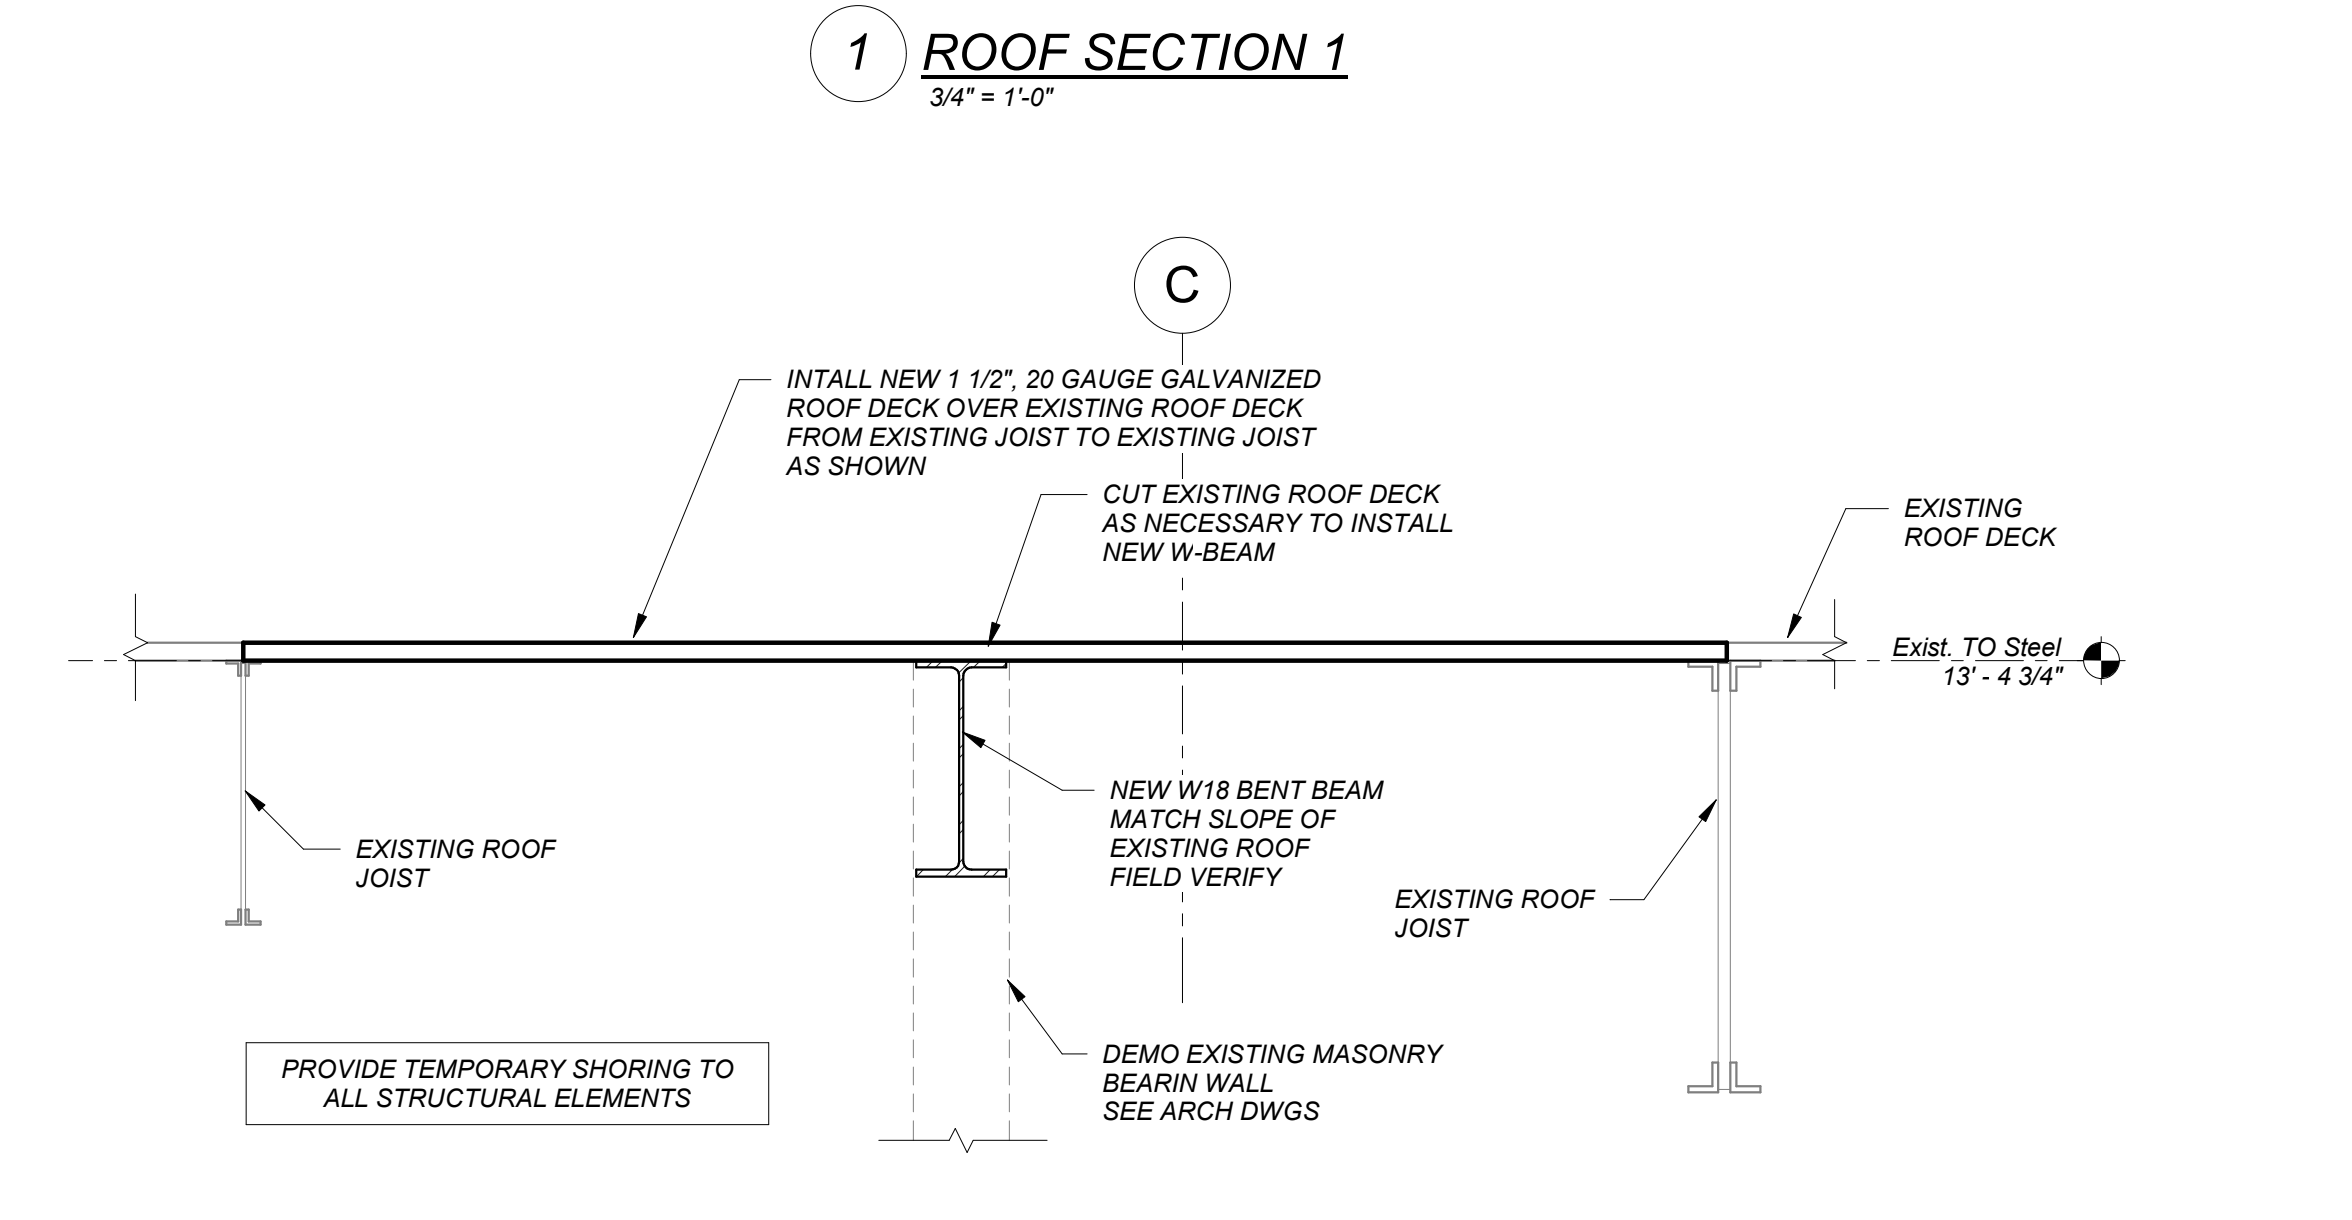 1
ROOF SECTION 1
3/4" = 1'-0"
C
INTALL NEW 1 1/2", 20 GAUGE GALVANIZED
ROOF DECK OVER EXISTING ROOF DECK
FROM EXISTING JOIST TO EXISTING JOIST
AS SHOWN
CUT EXISTING ROOF DECK
AS NECESSARY TO INSTALL
NEW W-BEAM
EXISTING
ROOF DECK
Exist. TO Steel
13' - 4 3/4"
NEW W18 BENT BEAM
MATCH SLOPE OF
EXISTING ROOF
FIELD VERIFY
EXISTING ROOF
JOIST
EXISTING ROOF
JOIST
DEMO EXISTING MASONRY
BEARIN WALL
SEE ARCH DWGS
PROVIDE TEMPORARY SHORING TO
ALL STRUCTURAL ELEMENTS